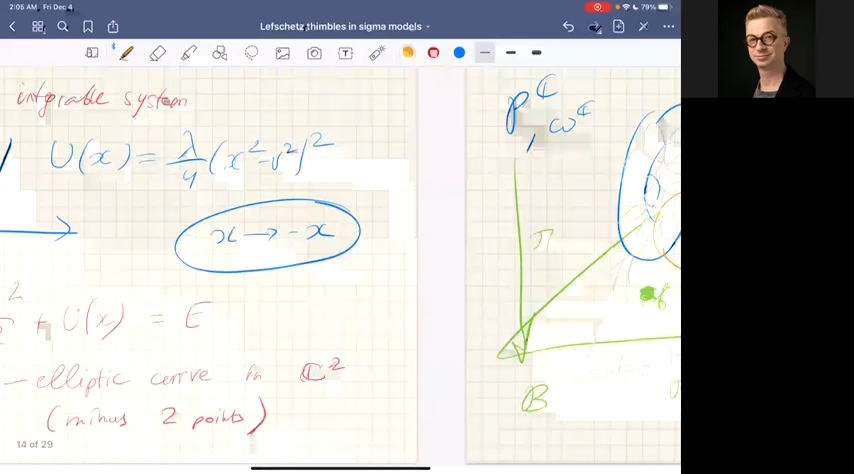 2:05 AM Fri Dec 4
79%
Lefschetz thimbles in sigma models
integrable system
U(x) = λ/4 (x² - v²)²
x → - x
2
+ U(x) = E
— elliptic curve in ℂ²
(minus 2 points)
14 of 29
P^ℂ, ω^ℂ
π
B